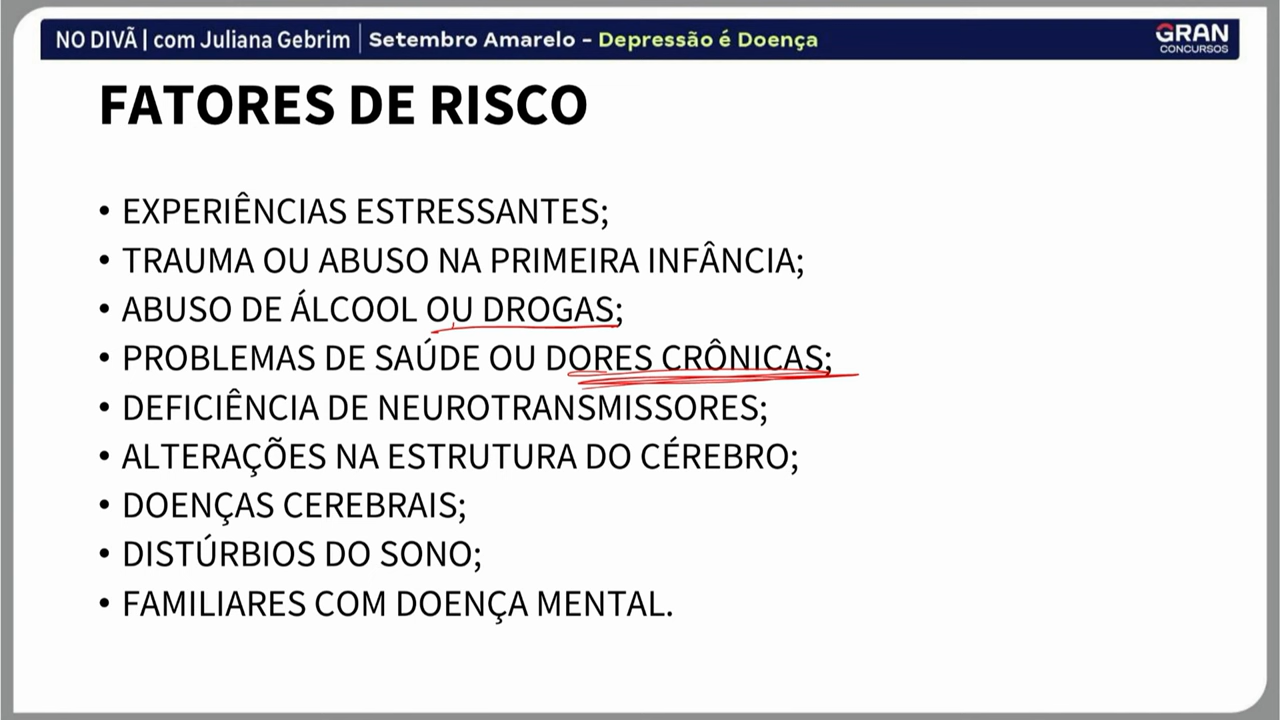 NO DIVÃ | com Juliana Gebrim | Setembro Amarelo – Depressão é Doença
GRAN
CONCURSOS
FATORES DE RISCO
• EXPERIÊNCIAS ESTRESSANTES;
• TRAUMA OU ABUSO NA PRIMEIRA INFÂNCIA;
• ABUSO DE ÁLCOOL OU DROGAS;
• PROBLEMAS DE SAÚDE OU DORES CRÔNICAS;
• DEFICIÊNCIA DE NEUROTRANSMISSORES;
• ALTERAÇÕES NA ESTRUTURA DO CÉREBRO;
• DOENÇAS CEREBRAIS;
• DISTÚRBIOS DO SONO;
• FAMILIARES COM DOENÇA MENTAL.